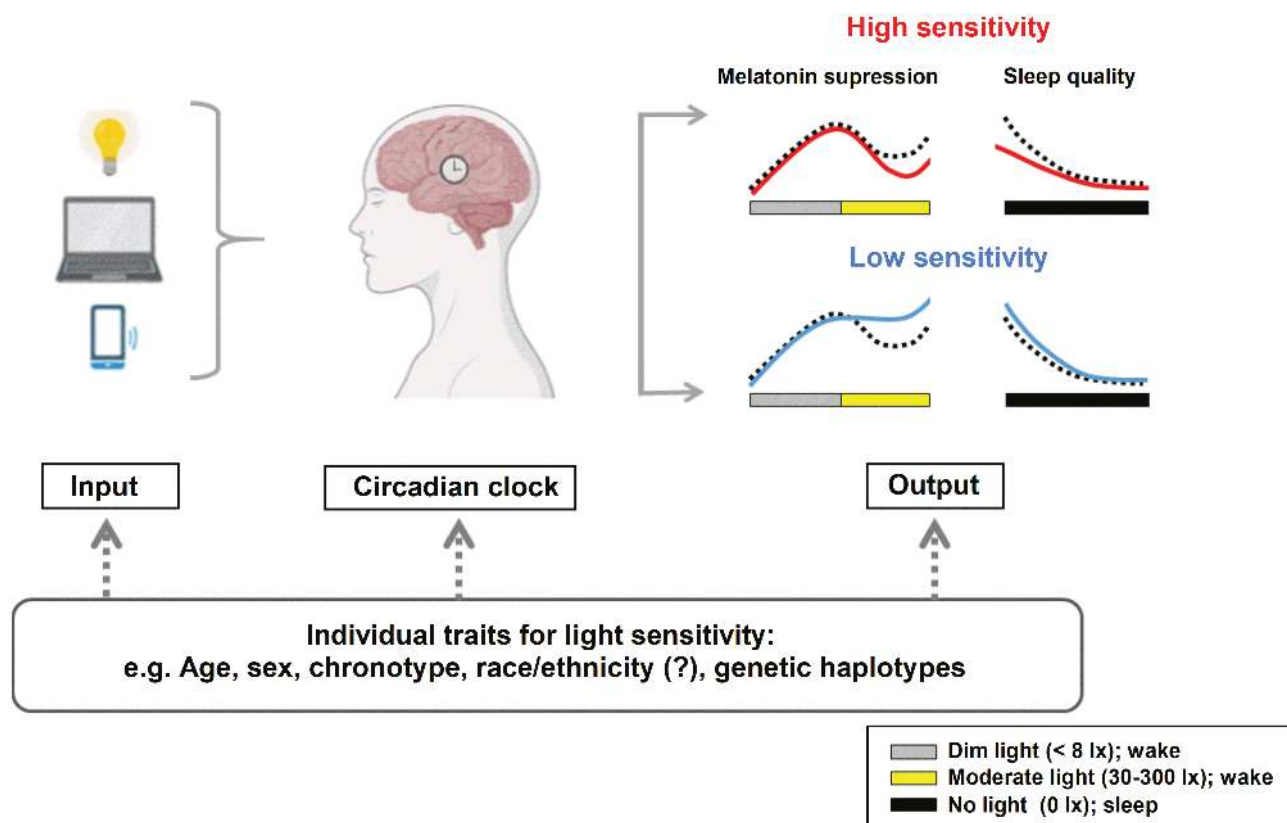 High sensitivity
Melatonin supression
Sleep quality
Low sensitivity
Input
Circadian clock
Output
Individual traits for light sensitivity:
e.g. Age, sex, chronotype, race/ethnicity (?), genetic haplotypes
Dim light (< 8 lx); wake
Moderate light (30-300 lx); wake
No light (0 lx); sleep